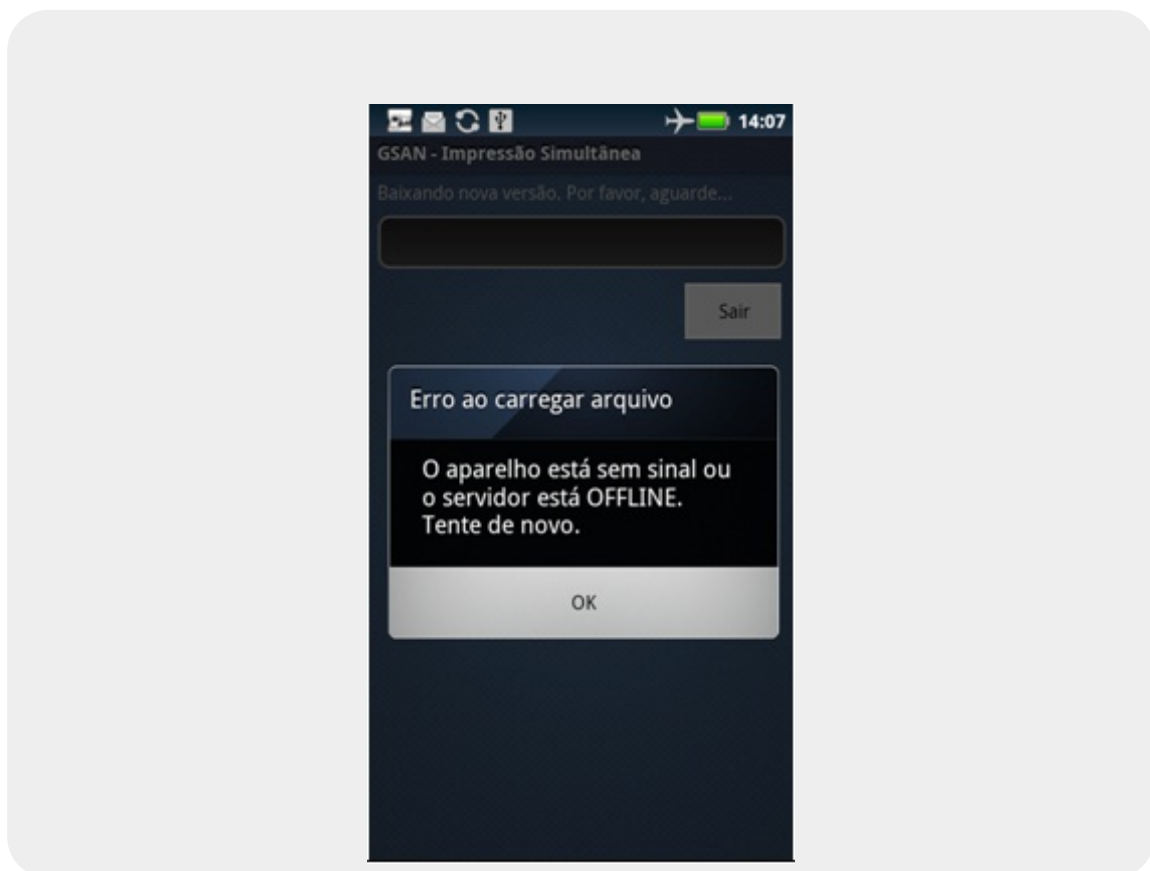 14:07
GSAN - Impressão Simultânea
Baixando nova versão. Por favor, aguarde...
Sair
Erro ao carregar arquivo
O aparelho está sem sinal ou
o servidor está OFFLINE.
Tente de novo.
OK